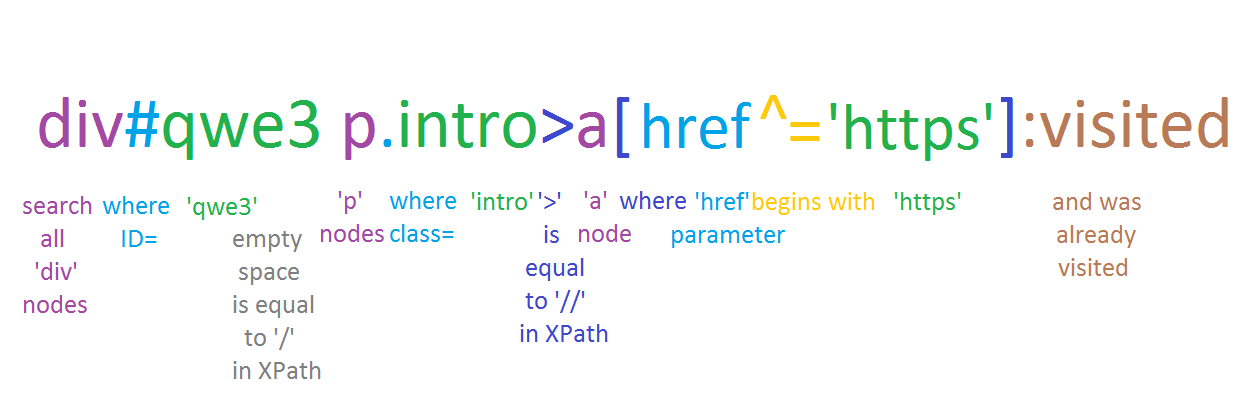 div#qwe3 p.intro>a[href^='https']:visited
search where 'qwe3' 'p' where 'intro' '>' 'a' where 'href' begins with 'https' and was
all ID= empty nodes class= is node parameter already
'div' space equal visited
nodes is equal to '//'
to '/' in XPath
in XPath